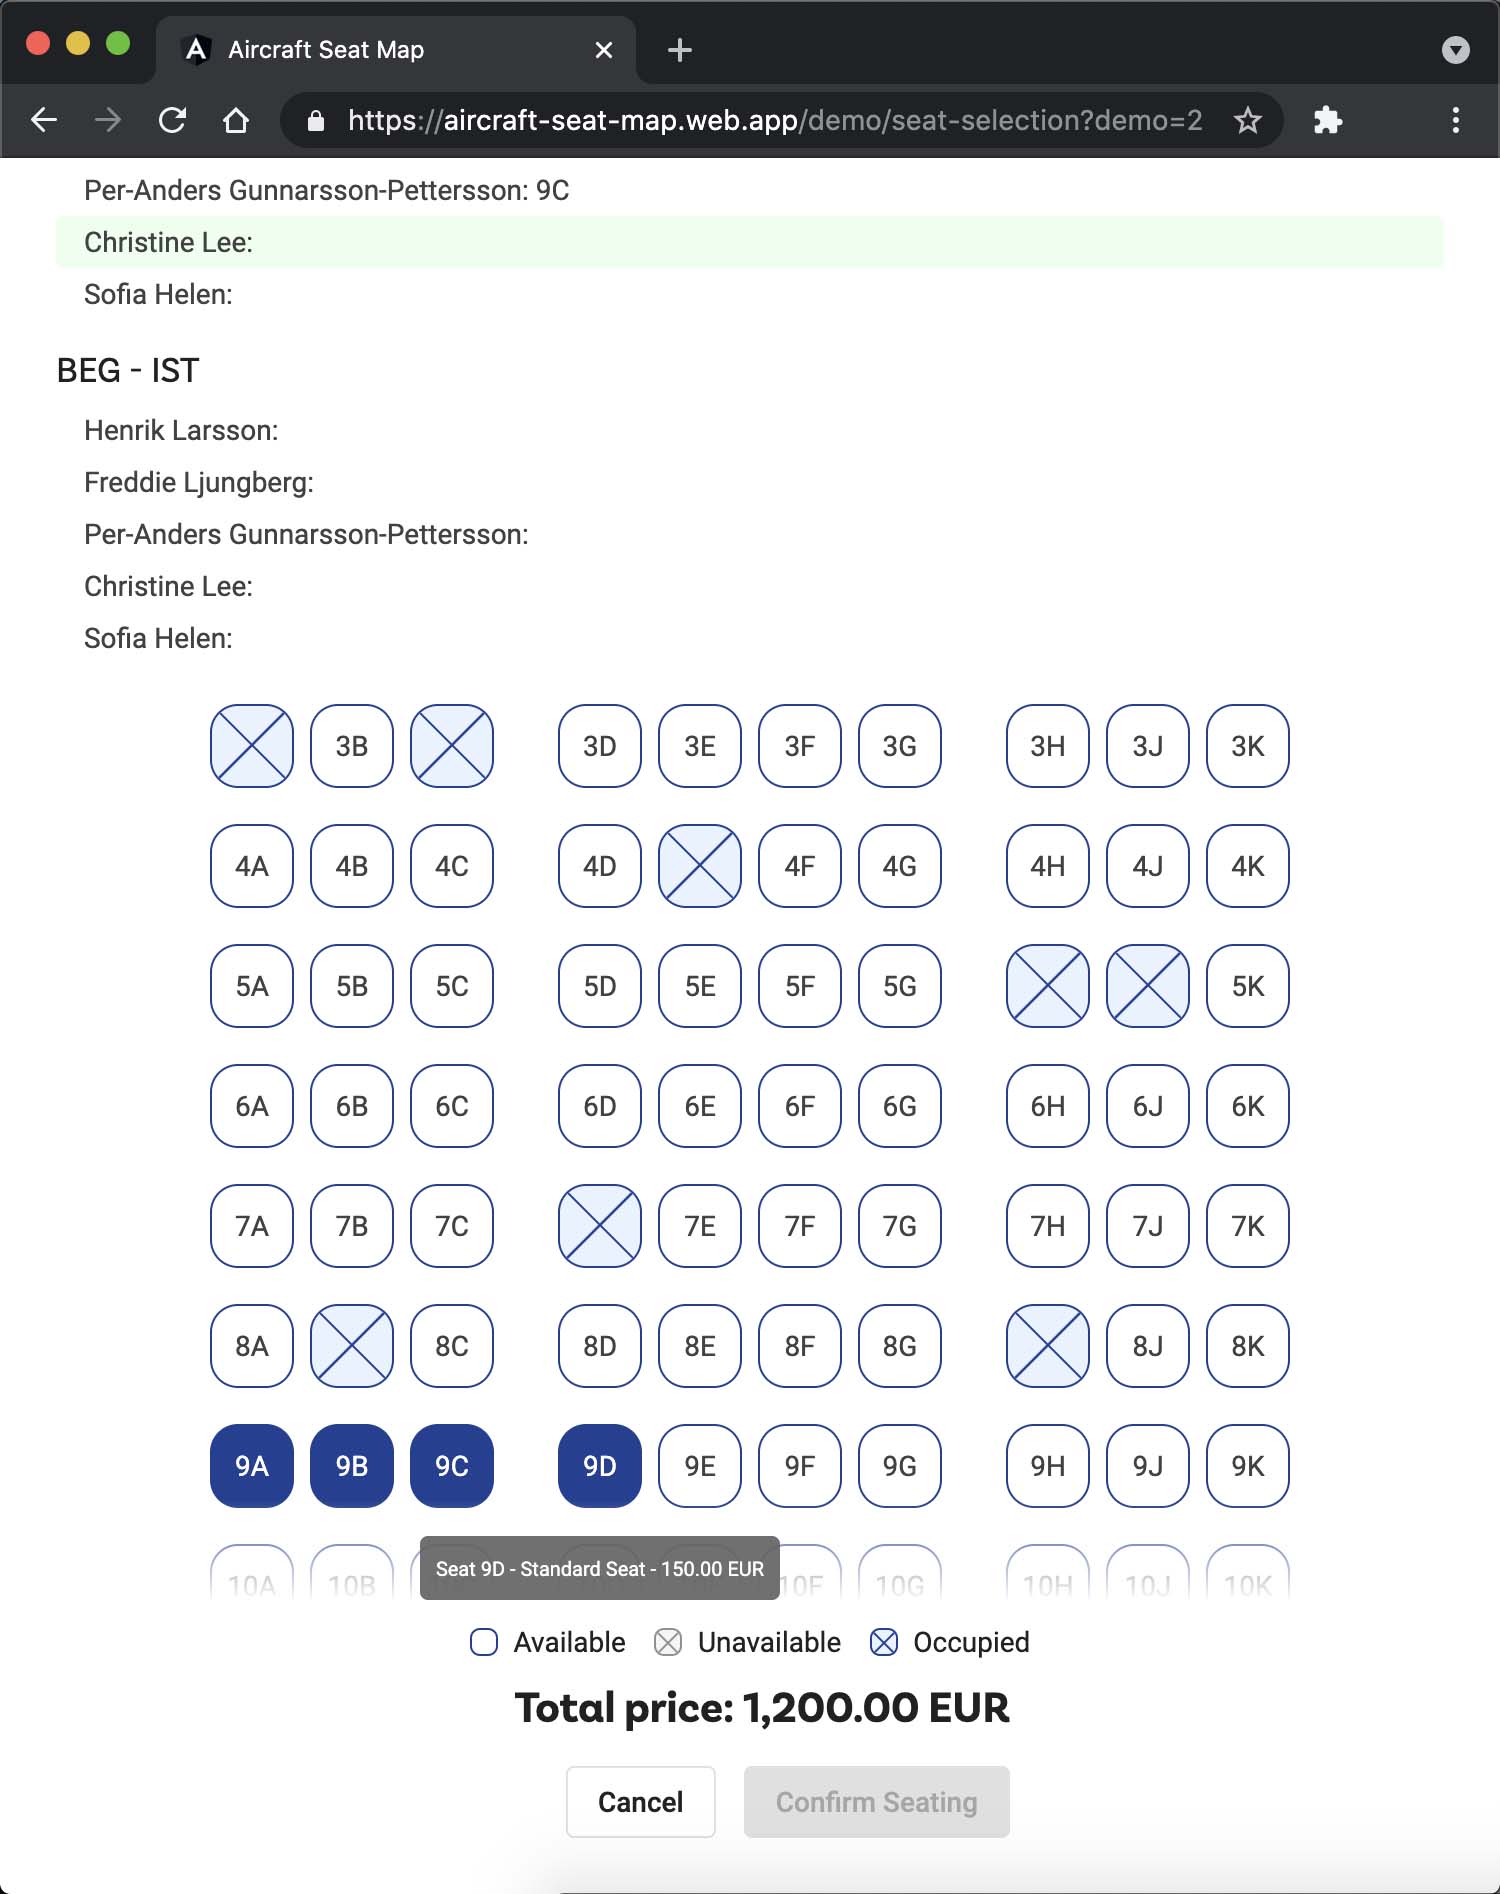 Aircraft Seat Map
https://aircraft-seat-map.web.app/demo/seat-selection?demo=2
Per-Anders Gunnarsson-Pettersson: 9C
Christine Lee:
Sofia Helen:
BEG - IST
Henrik Larsson:
Freddie Ljungberg:
Per-Anders Gunnarsson-Pettersson:
Christine Lee:
Sofia Helen:
3B 3D 3E 3F 3G 3H 3J 3K
4A 4B 4C 4D 4F 4G 4H 4J 4K
5A 5B 5C 5D 5E 5F 5G 5K
6A 6B 6C 6D 6E 6F 6G 6H 6J 6K
7A 7B 7C 7E 7F 7G 7H 7J 7K
8A 8C 8D 8E 8F 8G 8J 8K
9A 9B 9C 9D 9E 9F 9G 9H 9J 9K
Seat 9D - Standard Seat - 150.00 EUR
10A 10B 10F 10G 10H 10J 10K
Available Unavailable Occupied
Total price: 1,200.00 EUR
Cancel Confirm Seating